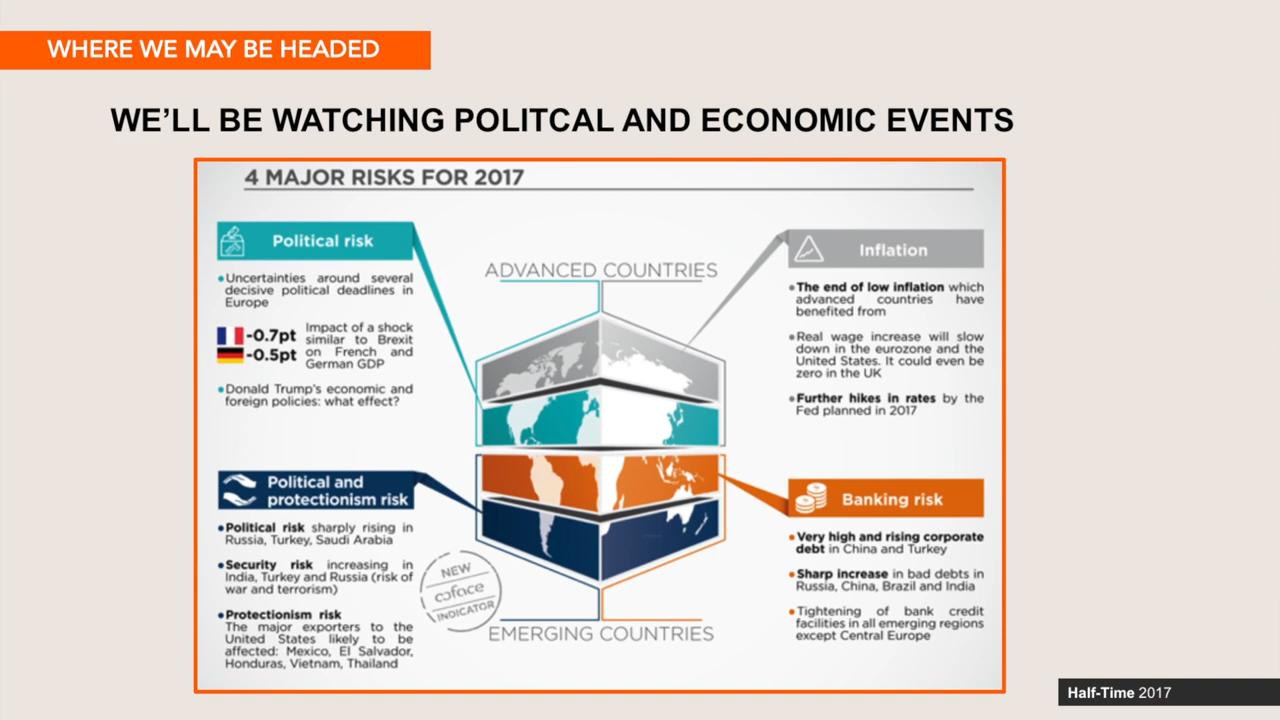 WHERE WE MAY BE HEADED
WE'LL BE WATCHING POLITCAL AND ECONOMIC EVENTS
4 MAJOR RISKS FOR 2017
Political risk
•Uncertainties around several
decisive political deadlines in
Europe
-0.7pt
-0.5pt
Impact of a shock
similar to Brexit
on French and
German GDP
•Donald Trump's economic and
foreign policies: what effect?
ADVANCED COUNTRIES
Inflation
•The end of low inflation which
advanced countries have
benefited from
•Real wage increase will slow
down in the eurozone and the
United States. It could even be
zero in the UK
•Further hikes in rates by the
Fed planned in 2017
Political and
protectionism risk
•Political risk sharply rising in
Russia, Turkey, Saudi Arabia
•Security risk increasing in
India, Turkey and Russia (risk of
war and terrorism)
•Protectionism risk
The major exporters to the
United States likely to be
affected: Mexico, El Salvador,
Honduras, Vietnam, Thailand
NEW
coface
INDICATOR
EMERGING COUNTRIES
Banking risk
•Very high and rising corporate
debt in China and Turkey
•Sharp increase in bad debts in
Russia, China, Brazil and India
•Tightening of bank credit
facilities in all emerging regions
except Central Europe
Half-Time 2017